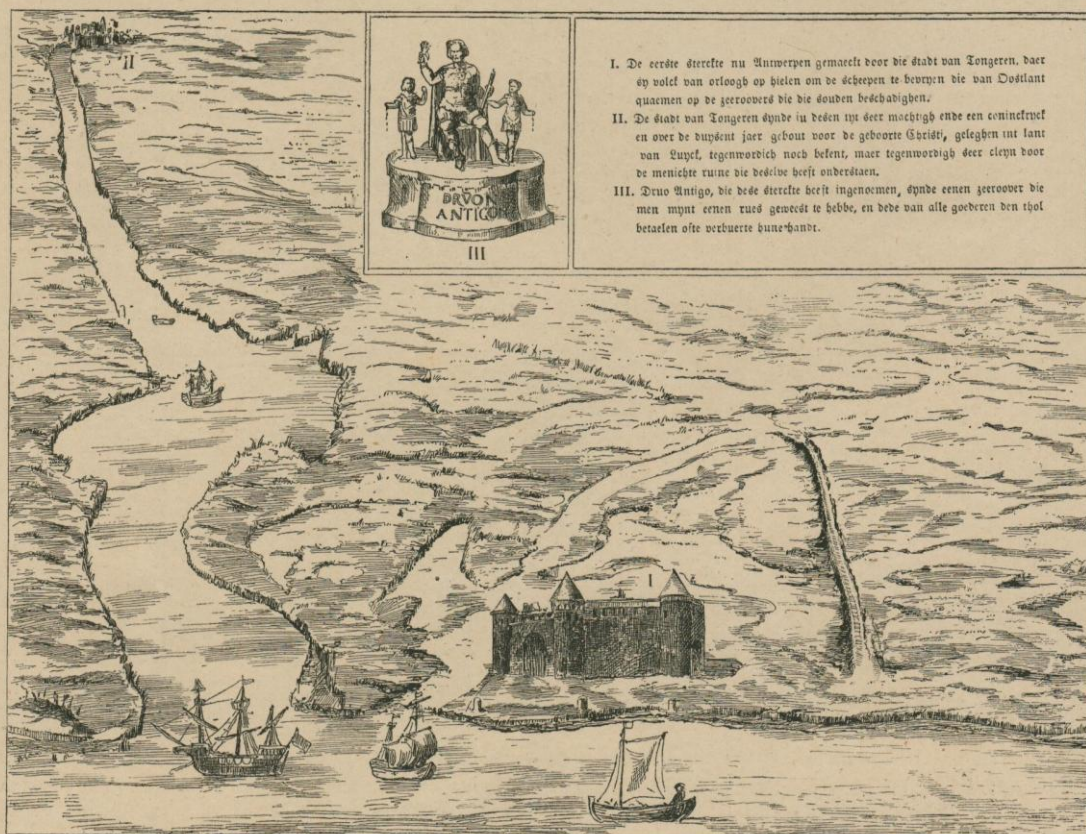 II
DRVON
ANTIGON
III
I. De eerste sterckte nu Antwerpen gemaeckt door die stadt van Tongeren, daer
sy volck van orloogh op hielen om de scheepen te bevryen die van Oostlant
quaemen op de zeeroovers die die souden beschadighen.
II. De stadt van Tongeren synde in desen tyt seer machtigh ende een coninckryck
en over de duysent jaer gebout voor de geboorte Christi, geleghen int lant
van Luyck, tegenwordich noch bekent, maer tegenwordigh seer cleyn door
de menichte ruine die deselve heeft onderstaen.
III. Druo Antigo, die dese sterckte heeft ingenoemen, synde eenen zeeroover die
men mynt eenen rues geweest te hebbe, en dede van alle goederen den thol
betaelen ofte verbuerte hune handt.
I